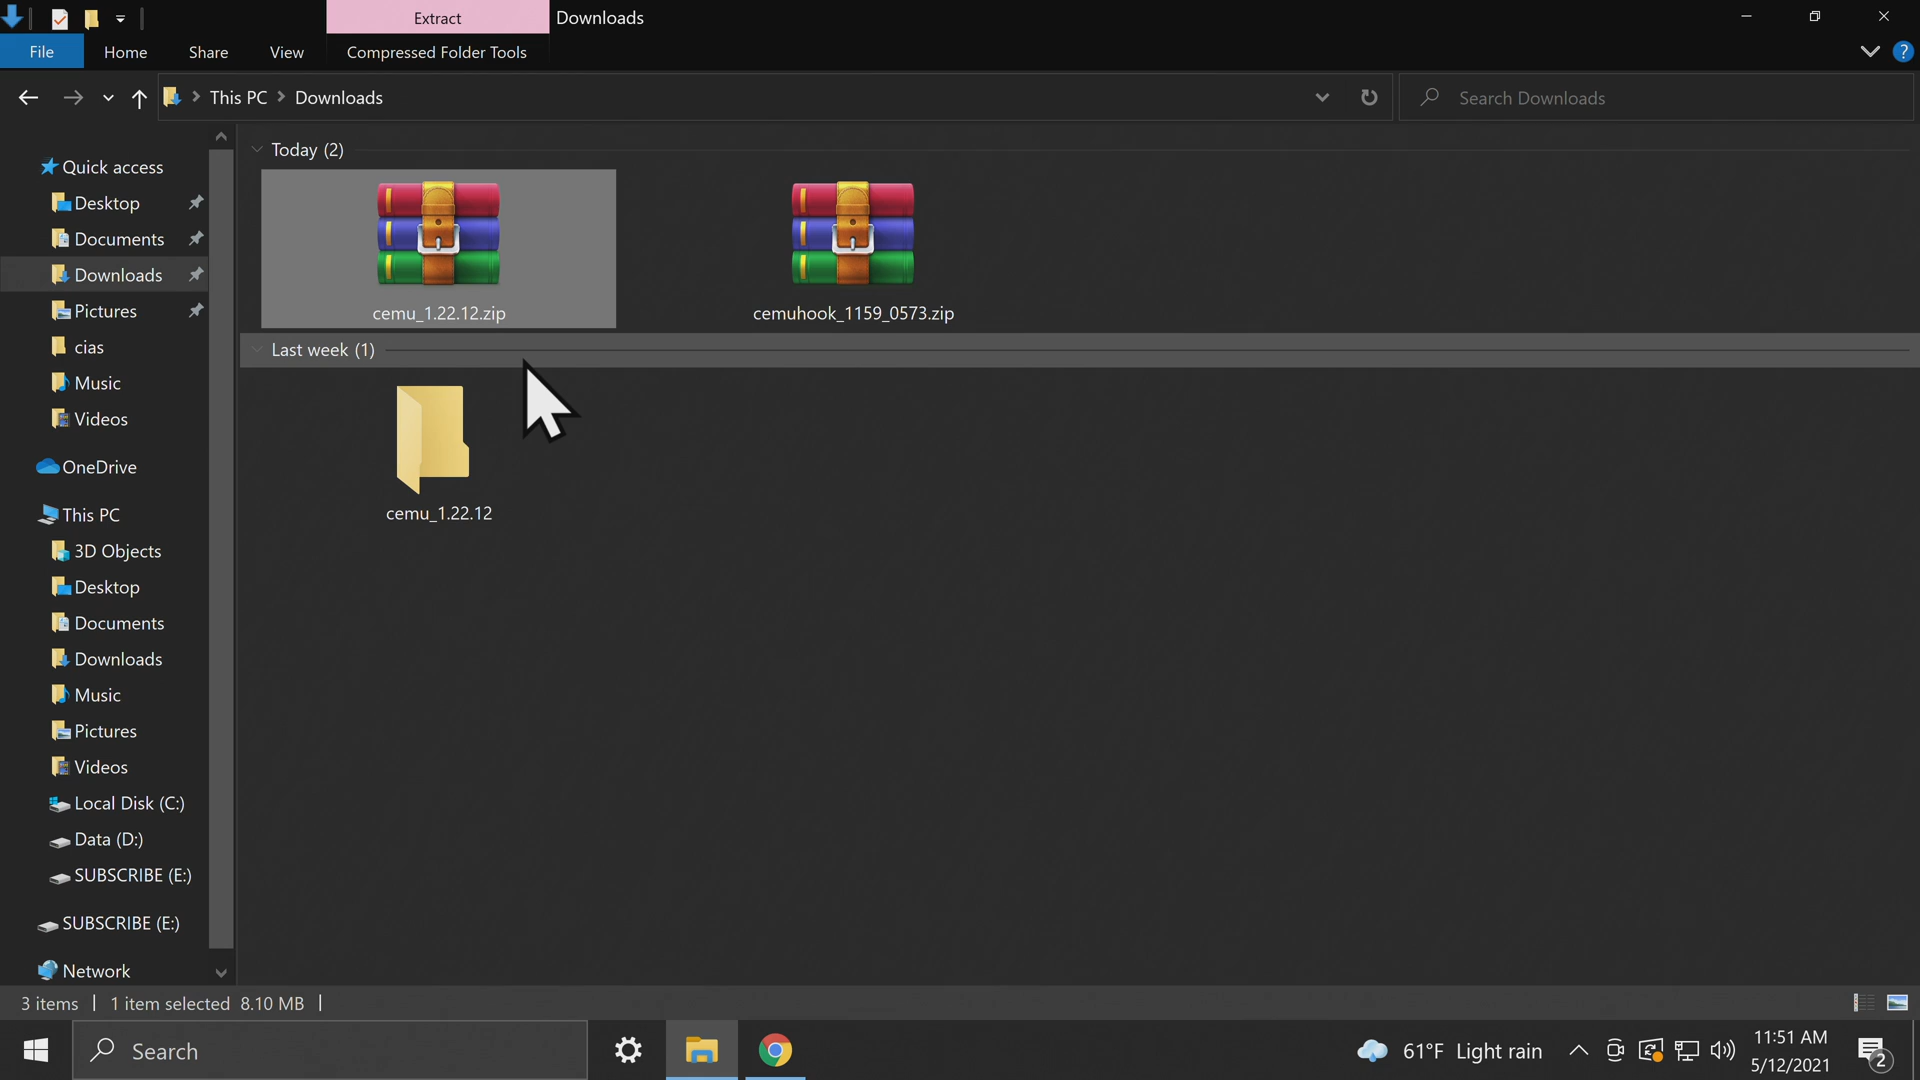 Extract
Downloads
File
Home
Share
View
Compressed Folder Tools
?
This PC
Downloads
Search Downloads
Quick access
Desktop
Documents
Downloads
Pictures
cias
Music
Videos
OneDrive
This PC
3D Objects
Desktop
Documents
Downloads
Music
Pictures
Videos
Local Disk (C:)
Data (D:)
SUBSCRIBE (E:)
SUBSCRIBE (E:)
Network
Today (2)
cemu_1.22.12.zip
cemuhook_1159_0573.zip
Last week (1)
cemu_1.22.12
3 items
1 item selected 8.10 MB
Search
61°F Light rain
11:51 AM
5/12/2021
2